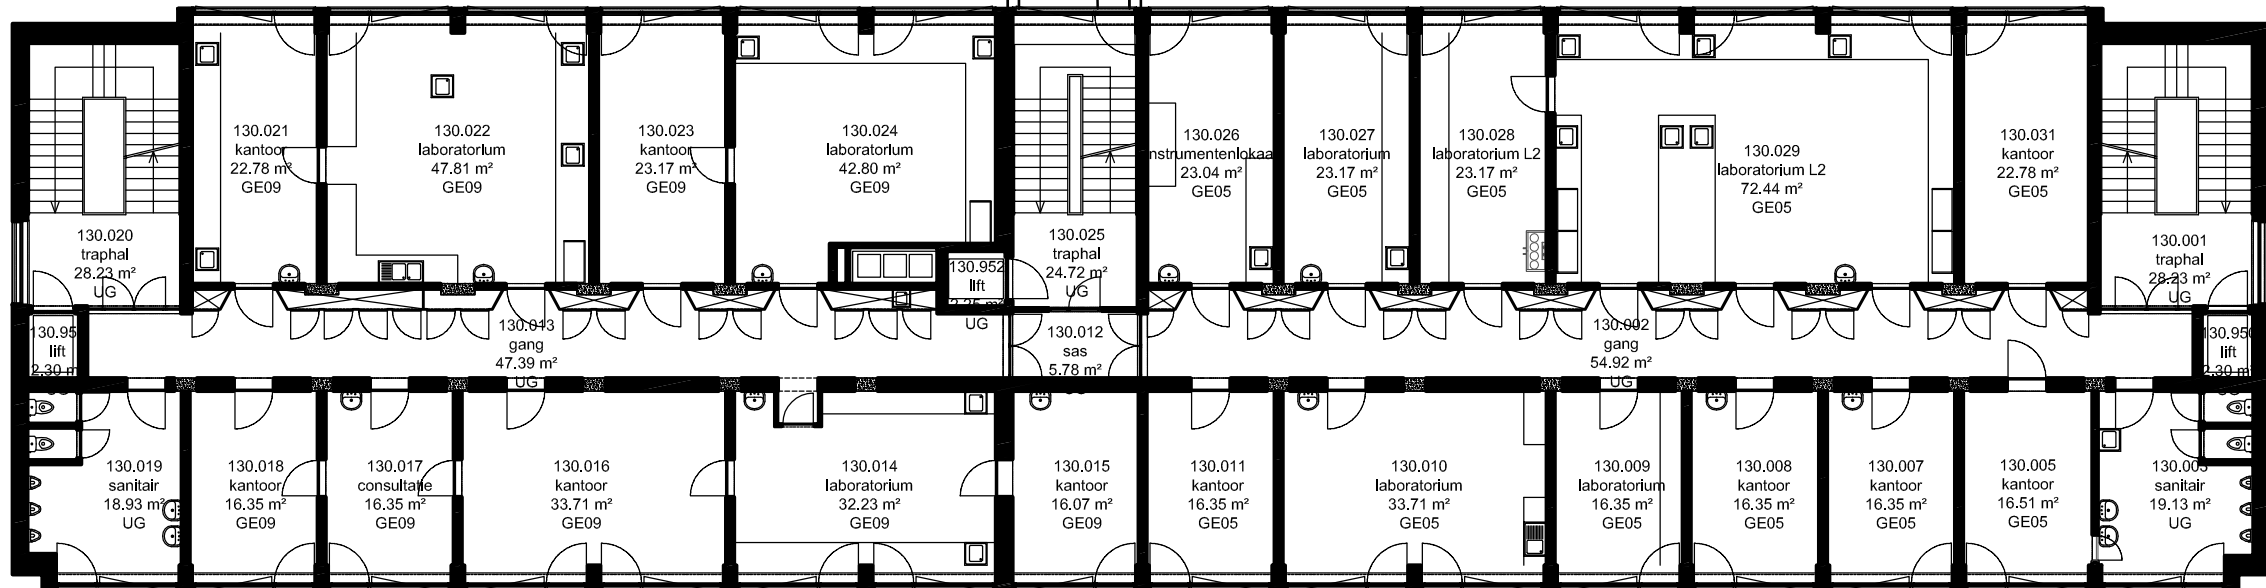 130.021
kantoor
22.78 m²
GE09
130.022
laboratorium
47.81 m²
GE09
130.023
kantoor
23.17 m²
GE09
130.024
laboratorium
42.80 m²
GE09
130.026
instrumentenlokaal
23.04 m²
GE05
130.027
laboratorium
23.17 m²
GE05
130.028
laboratorium L2
23.17 m²
GE05
130.029
laboratorium L2
72.44 m²
GE05
130.031
kantoor
22.78 m²
GE05
130.020
traphal
28.23 m²
UG
130.025
traphal
24.72 m²
UG
130.001
traphal
28.23 m²
UG
130.952
lift
2.25 m²
UG
130.95
lift
2.30 m
130.013
gang
47.39 m²
UG
130.012
sas
5.78 m²
130.002
gang
54.92 m²
UG
130.950
lift
2.30 m²
130.019
sanitair
18.93 m²
UG
130.018
kantoor
16.35 m²
GE09
130.017
consultatie
16.35 m²
GE09
130.016
kantoor
33.71 m²
GE09
130.014
laboratorium
32.23 m²
GE09
130.015
kantoor
16.07 m²
GE09
130.011
kantoor
16.35 m²
GE05
130.010
laboratorium
33.71 m²
GE05
130.009
laboratorium
16.35 m²
GE05
130.008
kantoor
16.35 m²
GE05
130.007
kantoor
16.35 m²
GE05
130.005
kantoor
16.51 m²
GE05
130.003
sanitair
19.13 m²
UG